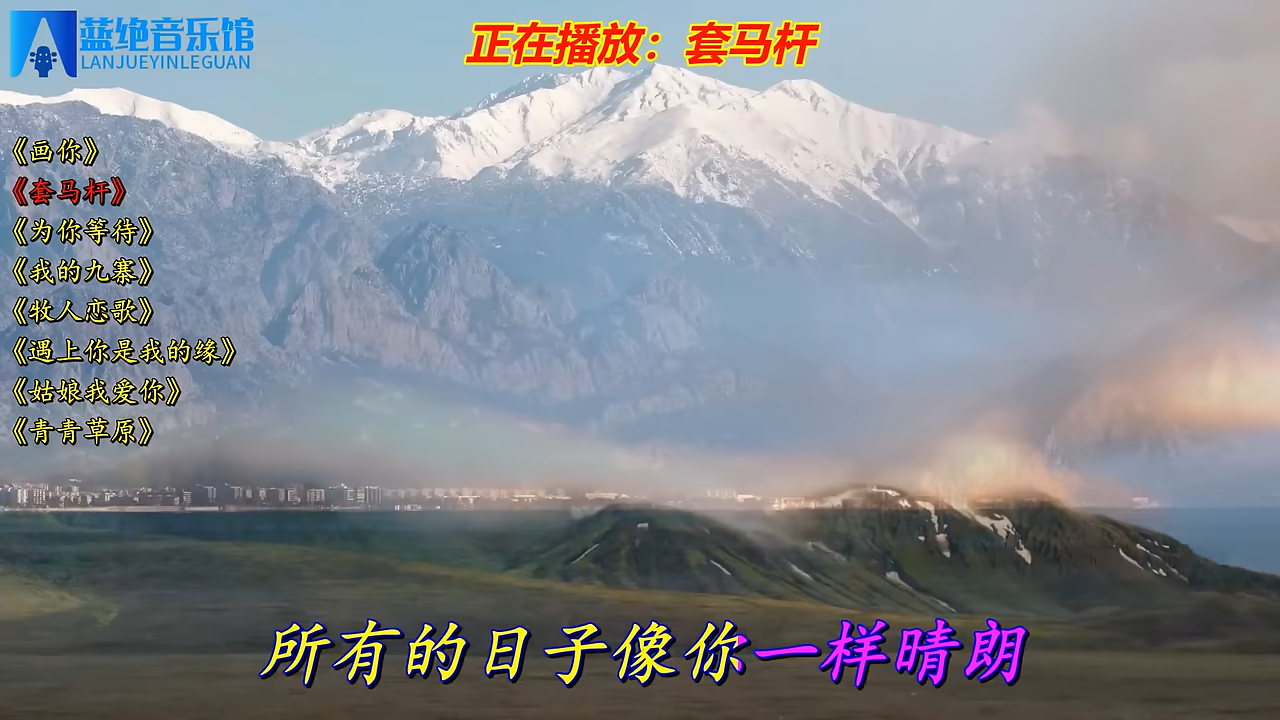 蓝绝音乐馆
LANJUEYINLEGUAN
正在播放：套马杆
《画你》
《套马杆》
《为你等待》
《我的九寨》
《牧人恋歌》
《遇上你是我的缘》
《姑娘我爱你》
《青青草原》
所有的日子像你一样晴朗